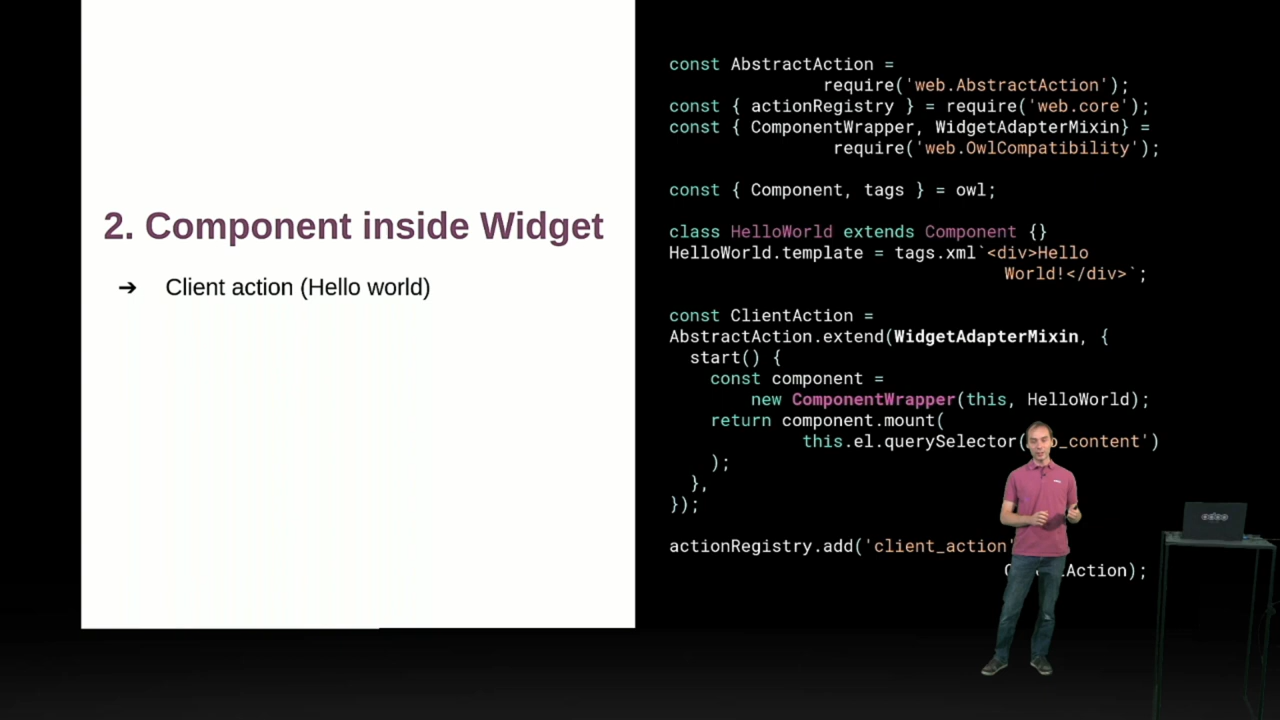 2. Component inside Widget
➔ Client action (Hello world)
const AbstractAction =
require('web.AbstractAction');
const { actionRegistry } = require('web.core');
const { ComponentWrapper, WidgetAdapterMixin} =
require('web.OwlCompatibility');
const { Component, tags } = owl;
class HelloWorld extends Component {}
HelloWorld.template = tags.xml`<div>Hello
World!</div>`;
const ClientAction =
AbstractAction.extend(WidgetAdapterMixin, {
start() {
const component =
new ComponentWrapper(this, HelloWorld);
return component.mount(
this.el.querySelector( _content')
);
},
});
actionRegistry.add('client_action'
Action);
odoo